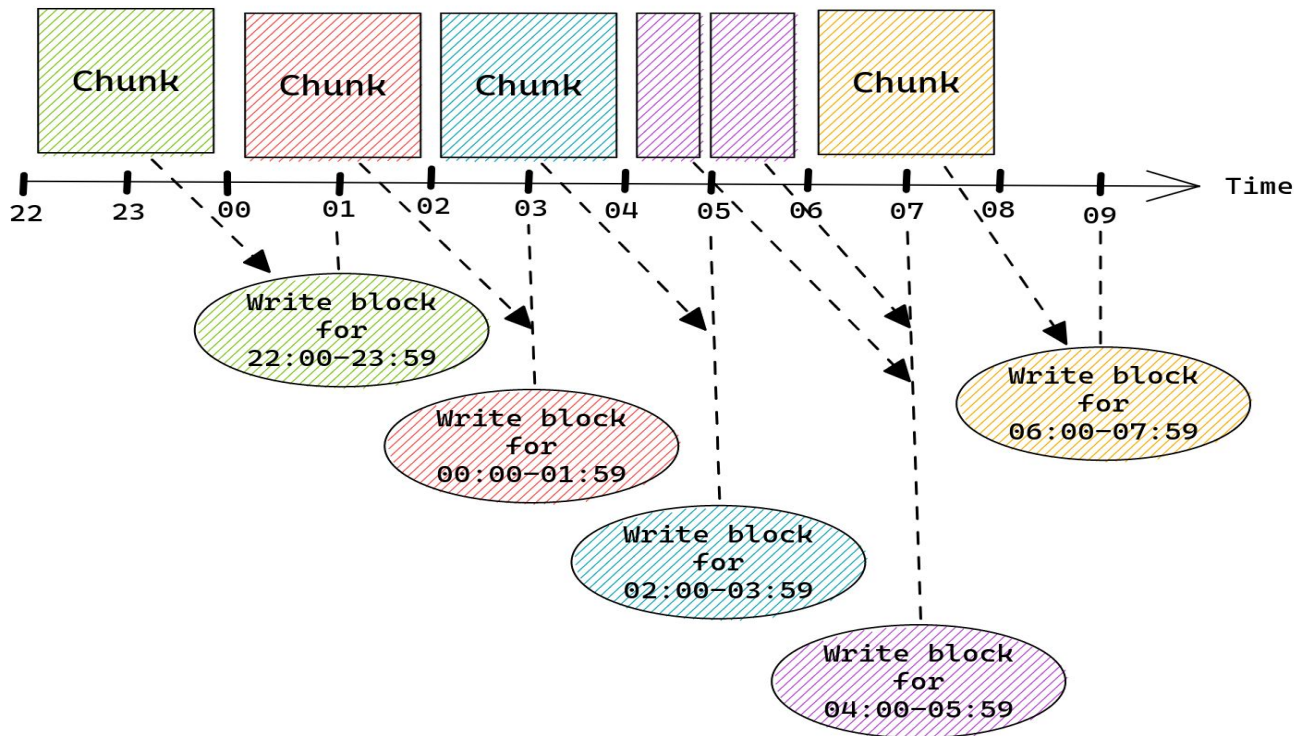 Chunk
Chunk
Chunk
Chunk
22
23
00
01
02
03
04
05
06
07
08
09
Time
Write block
for
22:00-23:59
Write block
for
00:00-01:59
Write block
for
02:00-03:59
Write block
for
04:00-05:59
Write block
for
06:00-07:59